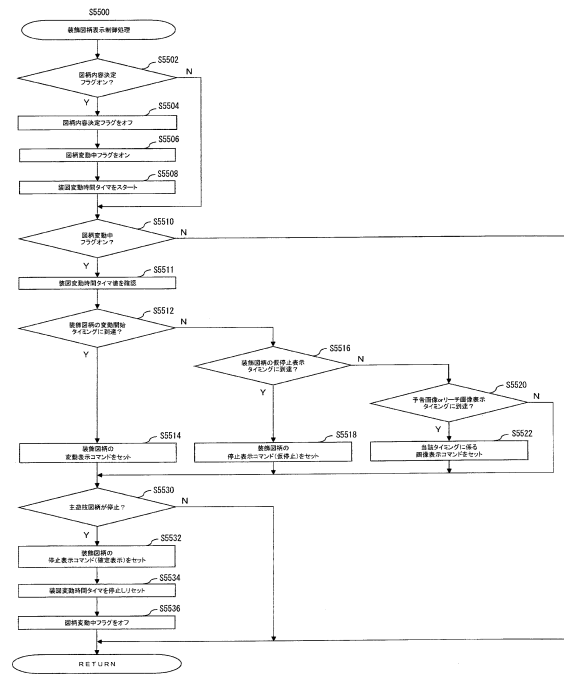 S5500
装飾図柄表示制御処理
S5502
図柄内容決定
フラグオン？
N
Y
S5504
図柄内容決定フラグをオフ
S5506
図柄変動中フラグをオン
S5508
装図変動時間タイマをスタート
S5510
図柄変動中
フラグオン？
N
Y
S5511
装図変動時間タイマ値を確認
S5512
装飾図柄の変動開始
タイミングに到達？
N
Y
S5516
装飾図柄の仮停止表示
タイミングに到達？
N
Y
S5520
予告画像orリーチ画像表示
タイミングに到達？
N
Y
S5514
装飾図柄の
変動表示コマンドをセット
S5518
装飾図柄の
停止表示コマンド（仮停止）をセット
S5522
当該タイミングに係る
画像表示コマンドをセット
S5530
主遊技図柄が停止？
N
Y
S5532
装飾図柄の
停止表示コマンド（確定表示）をセット
S5534
装図変動時間タイマを停止しリセット
S5536
図柄変動中フラグをオフ
RETURN